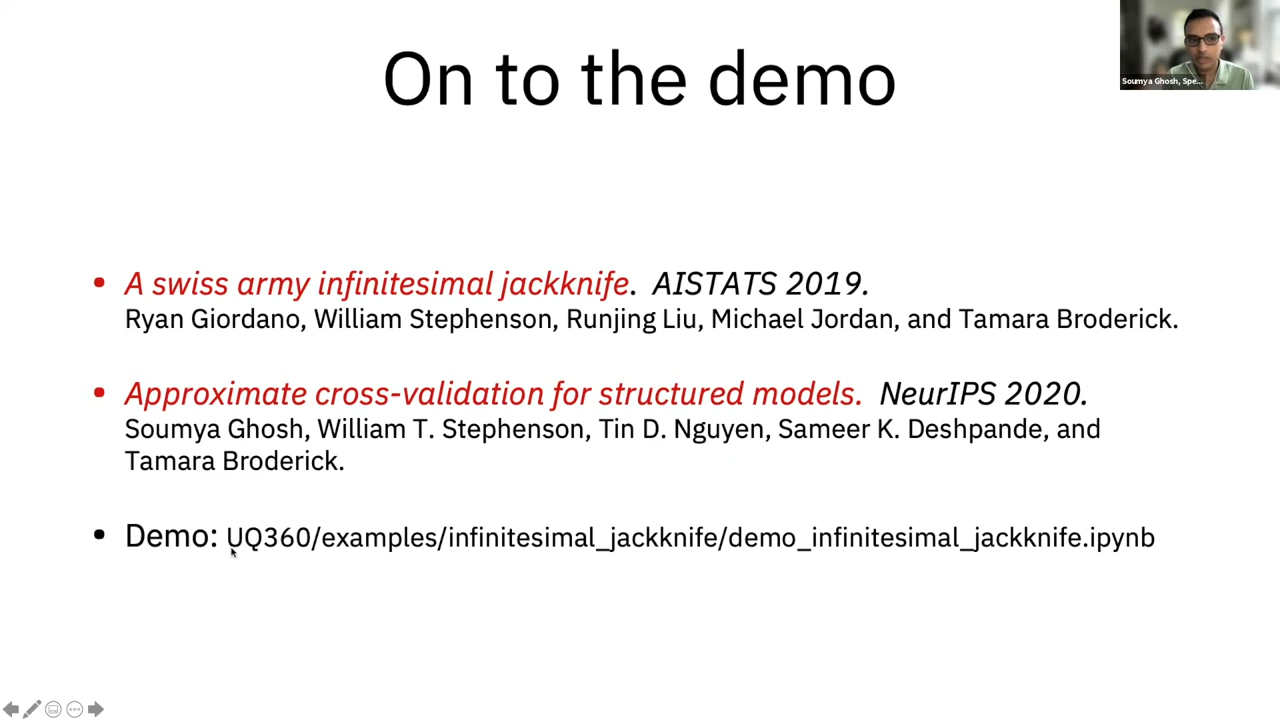 On to the demo
Soumya Ghosh, Spe...
• A swiss army infinitesimal jackknife. AISTATS 2019.
Ryan Giordano, William Stephenson, Runjing Liu, Michael Jordan, and Tamara Broderick.
• Approximate cross-validation for structured models. NeurIPS 2020.
Soumya Ghosh, William T. Stephenson, Tin D. Nguyen, Sameer K. Deshpande, and
Tamara Broderick.
• Demo: UQ360/examples/infinitesimal_jackknife/demo_infinitesimal_jackknife.ipynb